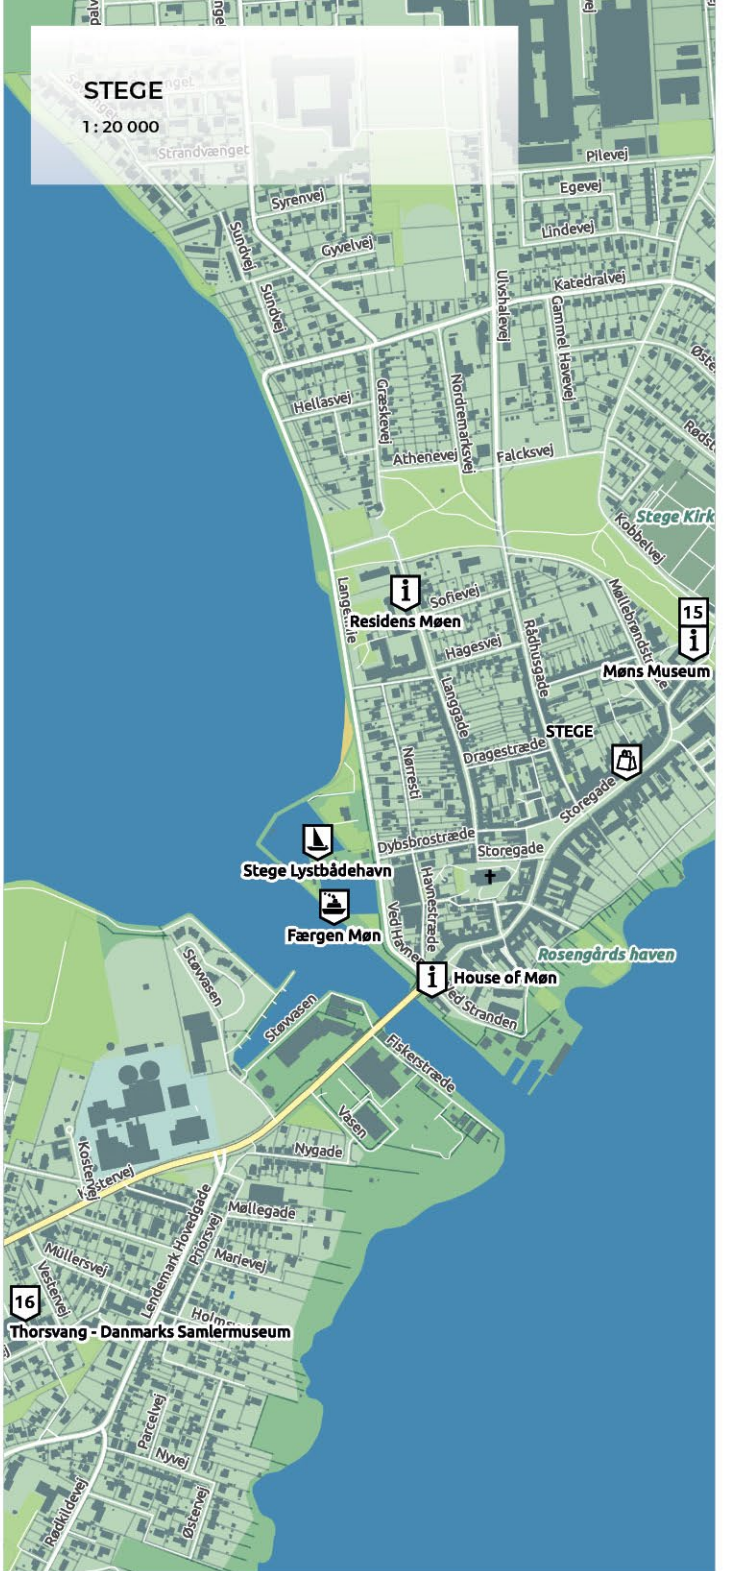 STEGE
1 : 20 000
Strandvænget
Pilevej
Egevej
Syrenvej
Lindevej
Sundvej
Gyvelvej
Ulvshalevej
Katedralvej
Sundvej
Gammel Havevej
Græskevej
Nordremarksvej
Hellasvej
Athenevej
Falcksvej
Stege Kirk
Kobbelvej
Residens Møen
Sofievej
15
Møns Museum
Hagesvej
Rådhusgade
Langgade
STEGE
Dragestræde
Nørresti
Storegade
Dybsbrostræde
Storegade
Stege Lystbådehavn
Havnestræde
Færgen Møn
Rosengårds haven
House of Møn
Støvvasen
Støvvasen
Fiskerstræde
Vasen
Nygade
Kostervej
Møllegade
Lendemark Hovedgade
Priorsvej
Marievej
Müllersvej
Vestervej
16
Thorsvang - Danmarks Samlermuseum
Parcelvej
Nyvej
Østervej
Rødkildevej